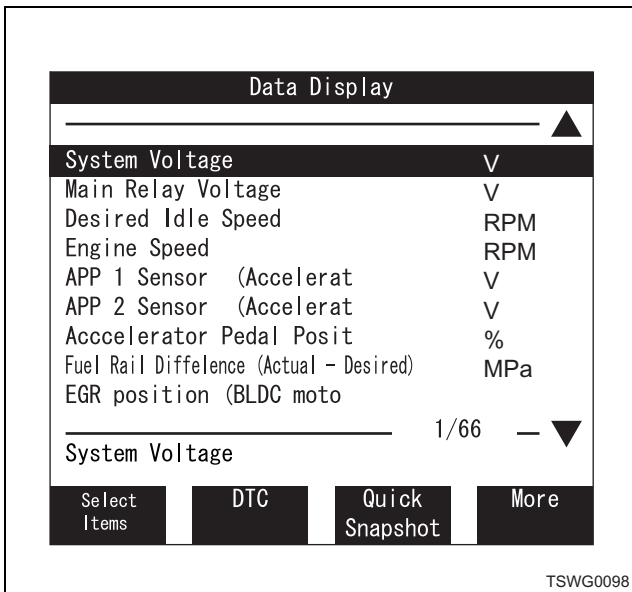 Data Display
System Voltage V
Main Relay Voltage V
Desired Idle Speed RPM
Engine Speed RPM
APP 1 Sensor (Accelerat V
APP 2 Sensor (Accelerat V
Acccelerator Pedal Posit %
Fuel Rail Diffelence (Actual - Desired) MPa
EGR position (BLDC moto
1/66
System Voltage
Select Items DTC Quick Snapshot More
TSWG0098